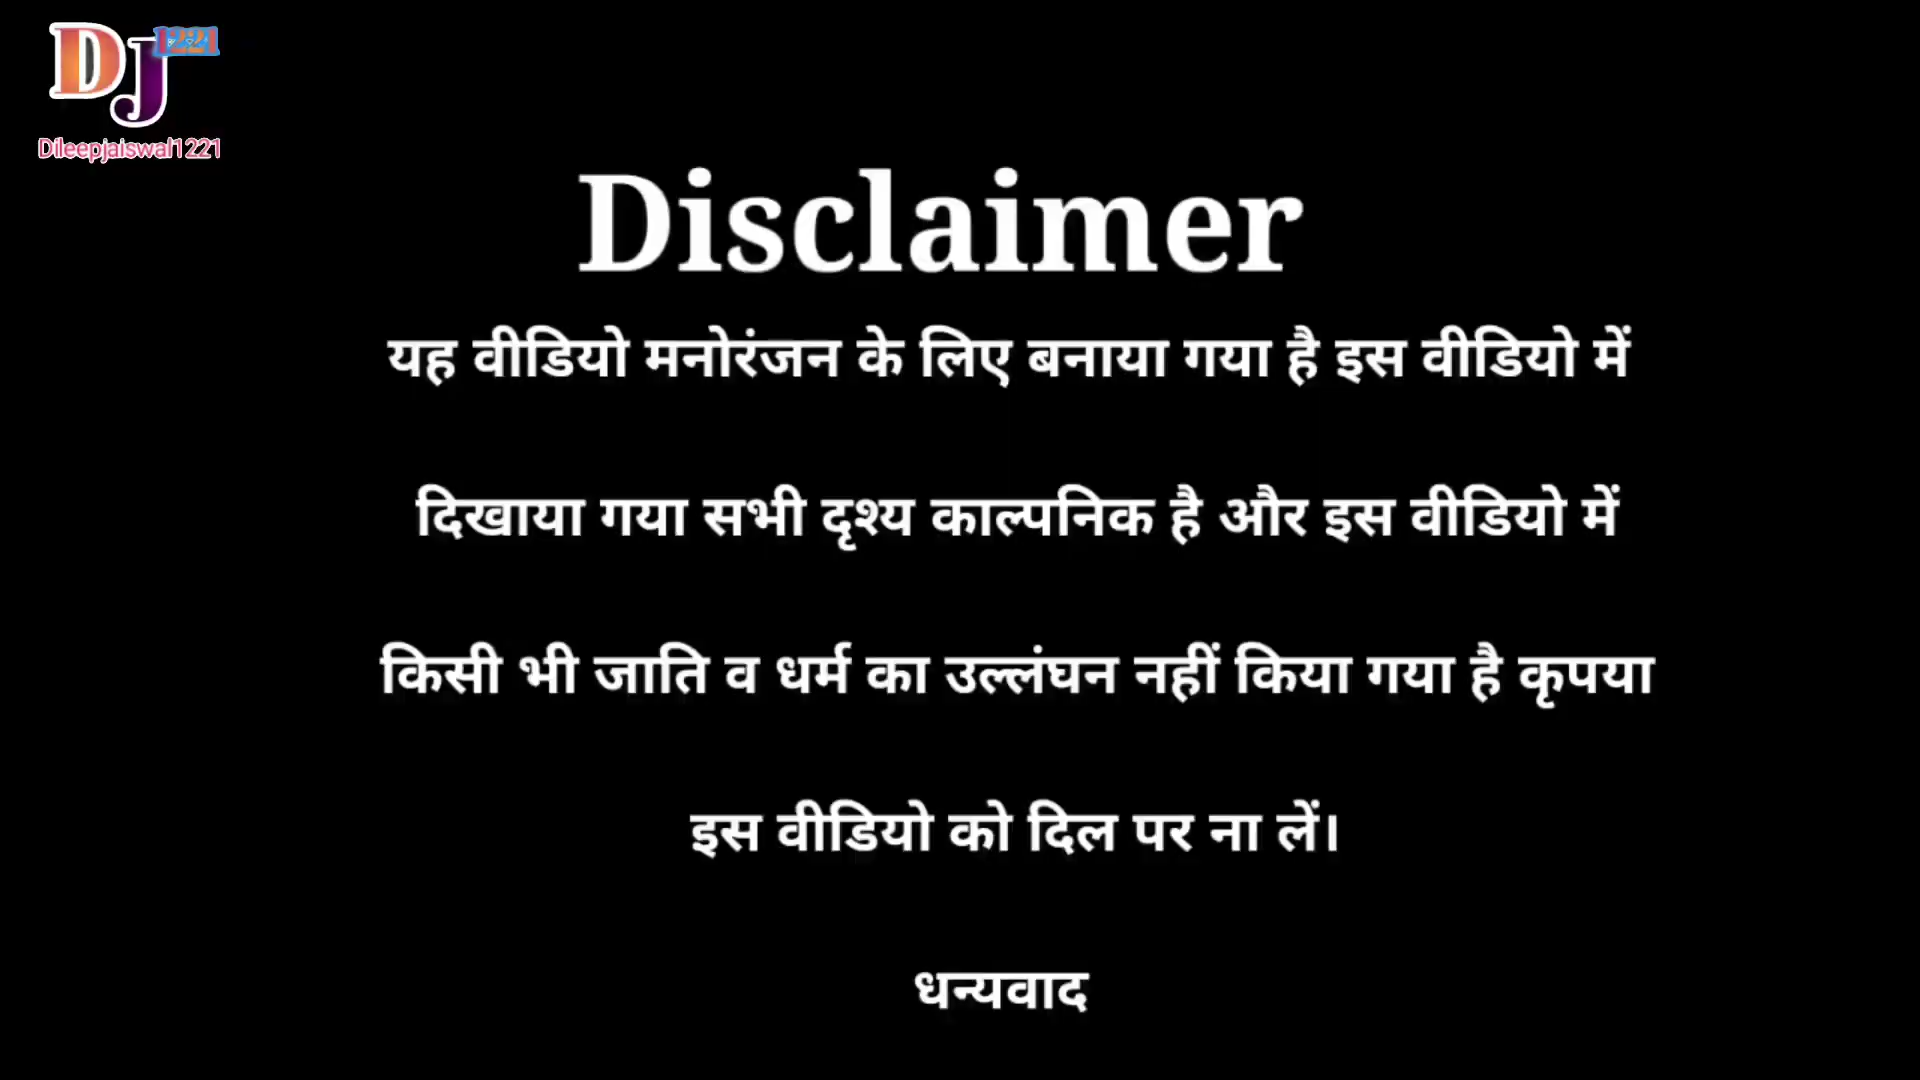 DJ 1221
Dileepjaiswal1221
Disclaimer
यह वीडियो मनोरंजन के लिए बनाया गया है इस वीडियो में
दिखाया गया सभी दृश्य काल्पनिक है और इस वीडियो में
किसी भी जाति व धर्म का उल्लंघन नहीं किया गया है कृपया
इस वीडियो को दिल पर ना लें।
धन्यवाद